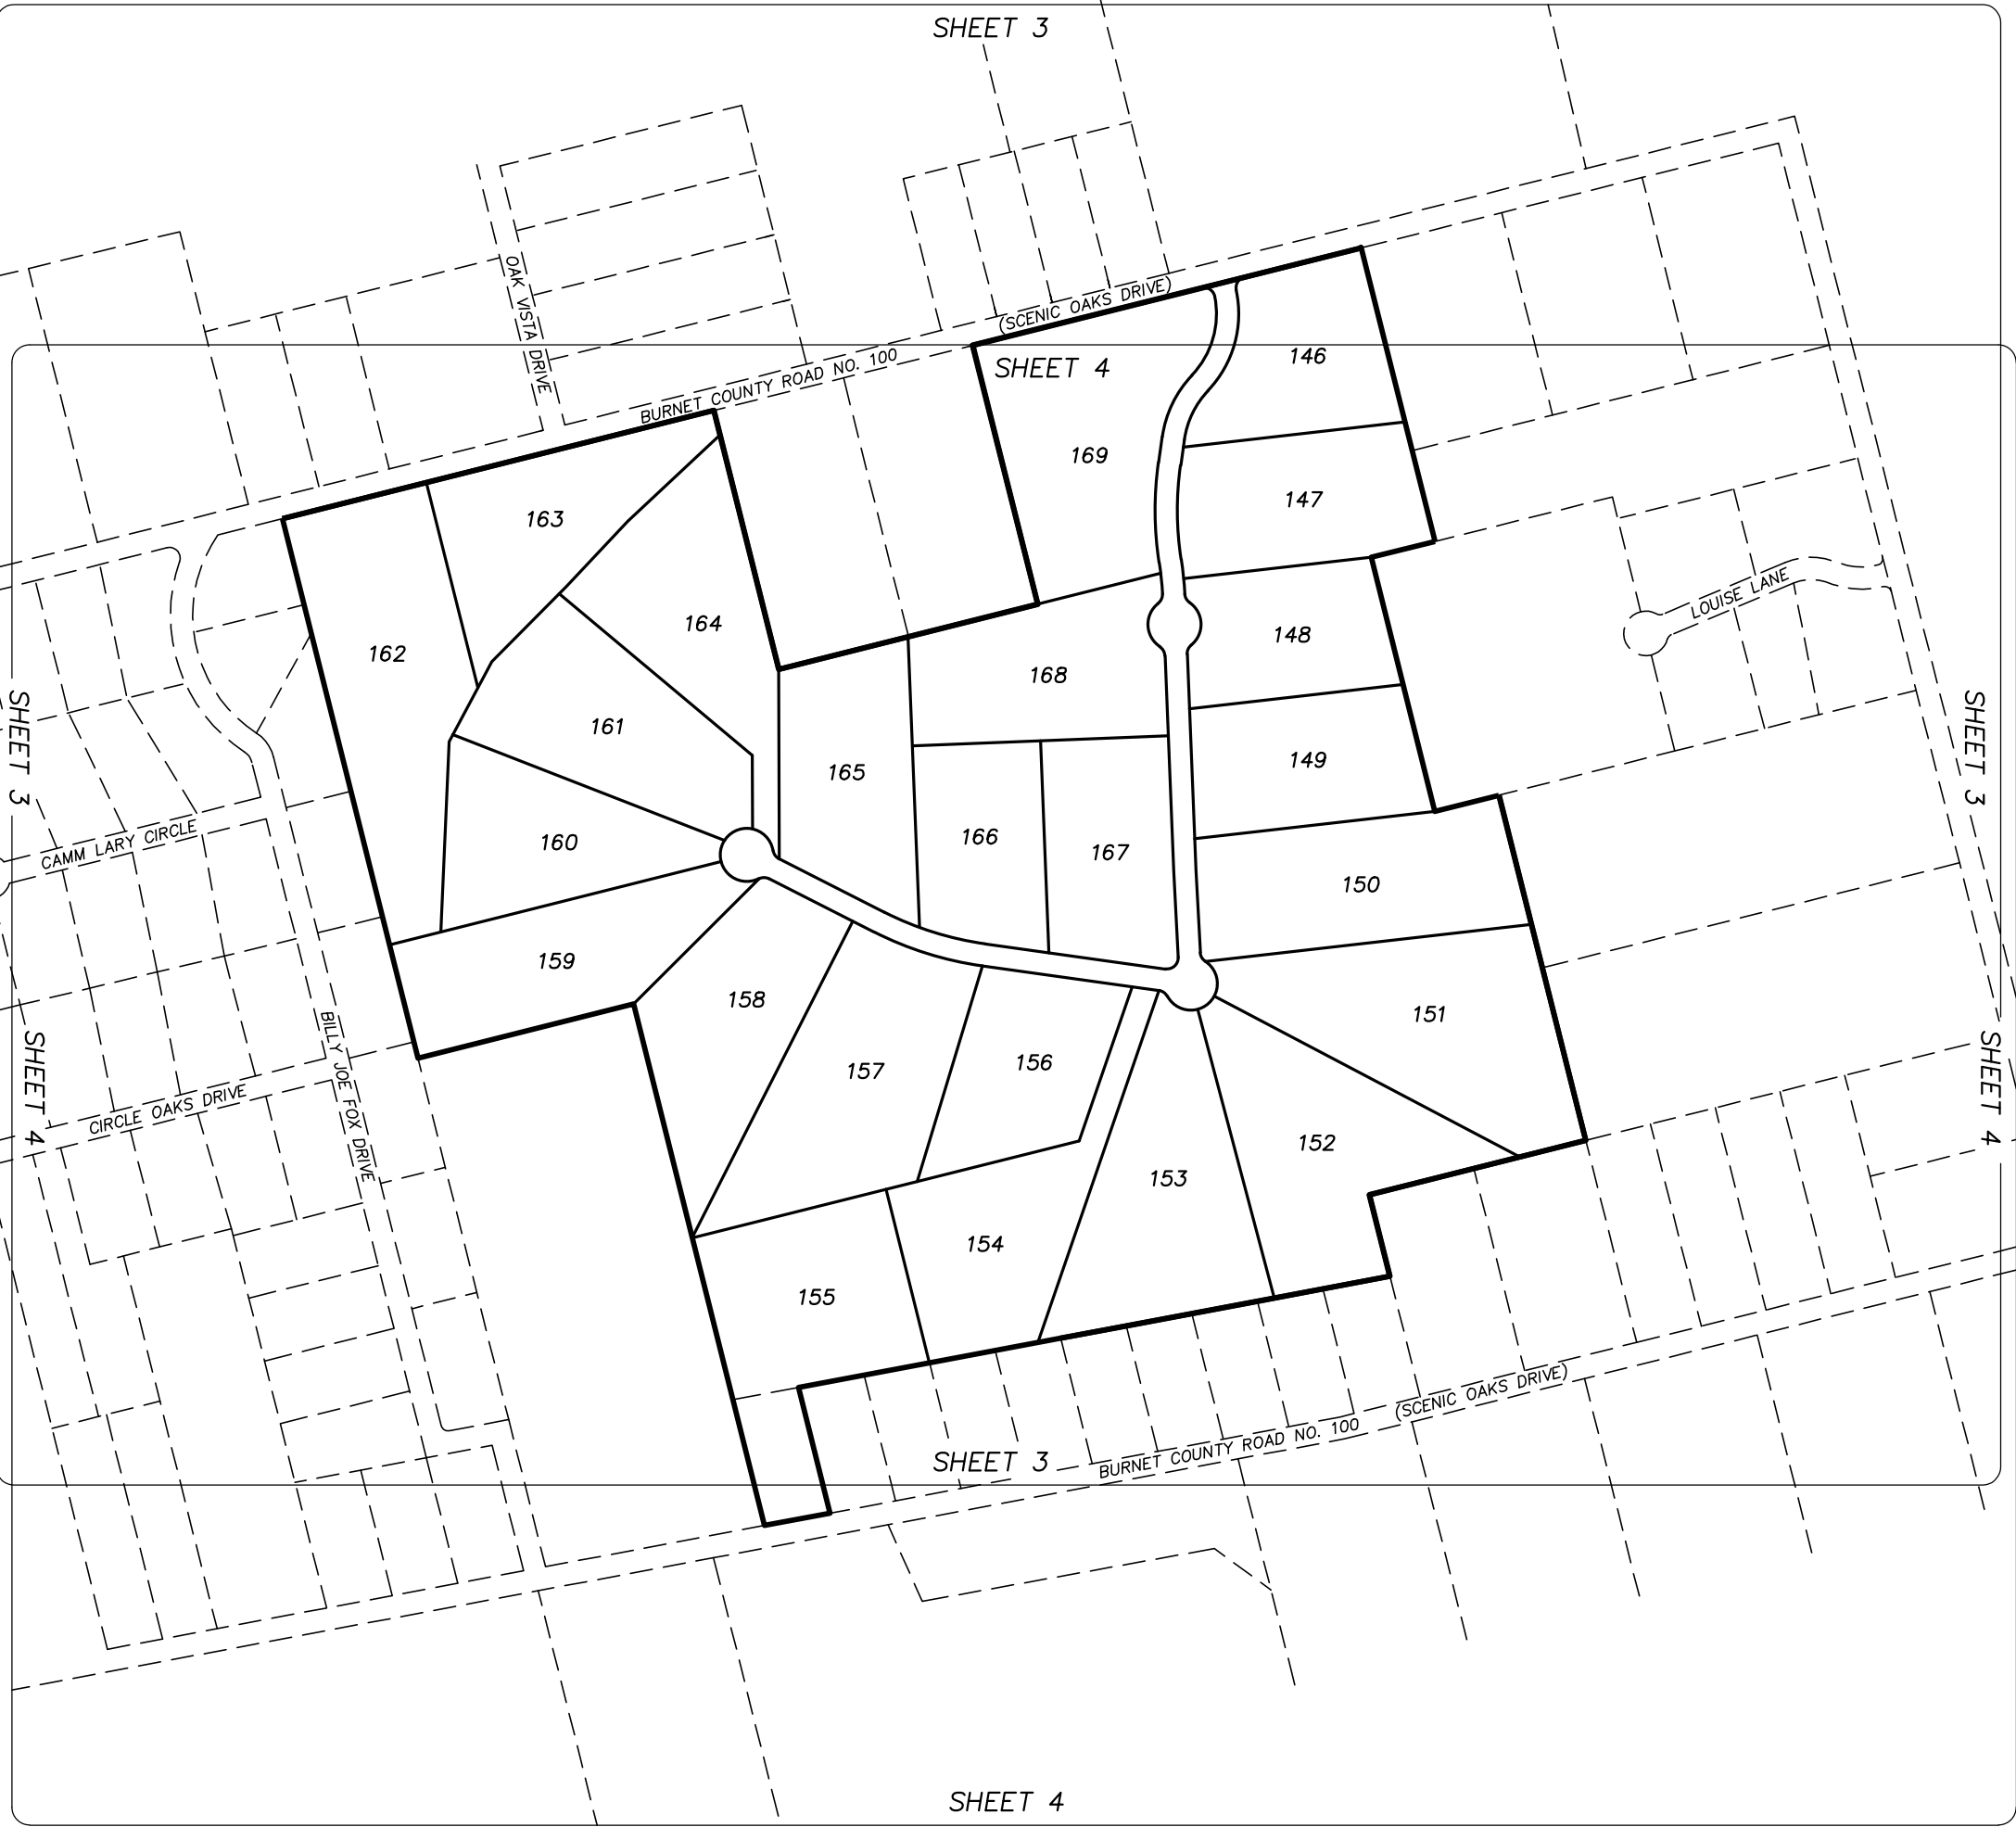 SHEET 3
OAK VISTA DRIVE
(SCENIC OAKS DRIVE)
BURNET COUNTY ROAD NO. 100
SHEET 4
146
169
147
163
164
162
148
168
LOUISE LANE
SHEET 3
SHEET 3
161
149
165
CAMM LARY CIRCLE
160
166
167
150
159
158
151
SHEET 4
SHEET 4
BILLY JOE FOX DRIVE
157
156
CIRCLE OAKS DRIVE
152
153
154
155
(SCENIC OAKS DRIVE)
BURNET COUNTY ROAD NO. 100
SHEET 3
SHEET 4